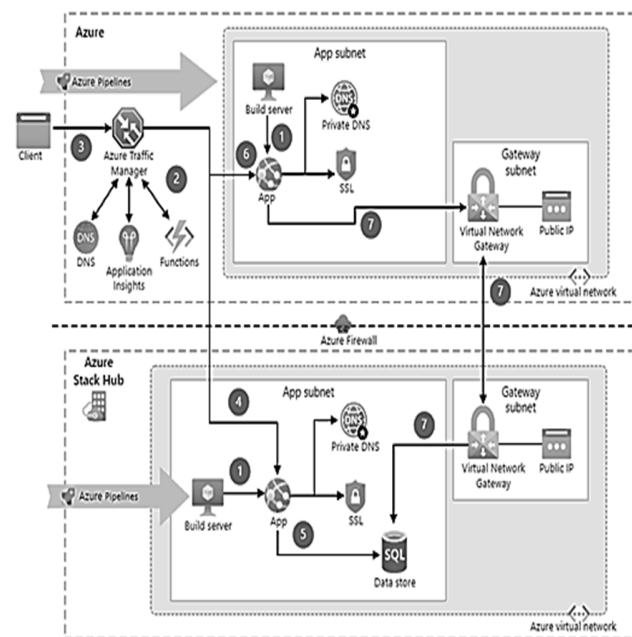 Azure
App subnet
Azure Pipelines
Build server
DNS
Private DNS
1
Client
3
Azure Traffic
Manager
6
App
SSL
2
Gateway
subnet
7
Virtual Network
Gateway
Public IP
DNS
DNS
Application
Insights
Functions
7
Azure virtual network
Azure Firewall
Azure
Stack Hub
App subnet
Gateway
subnet
4
DNS
Private DNS
7
Virtual Network
Gateway
Public IP
Azure Pipelines
1
Build server
App
SSL
5
SQL
Data store
Azure virtual network